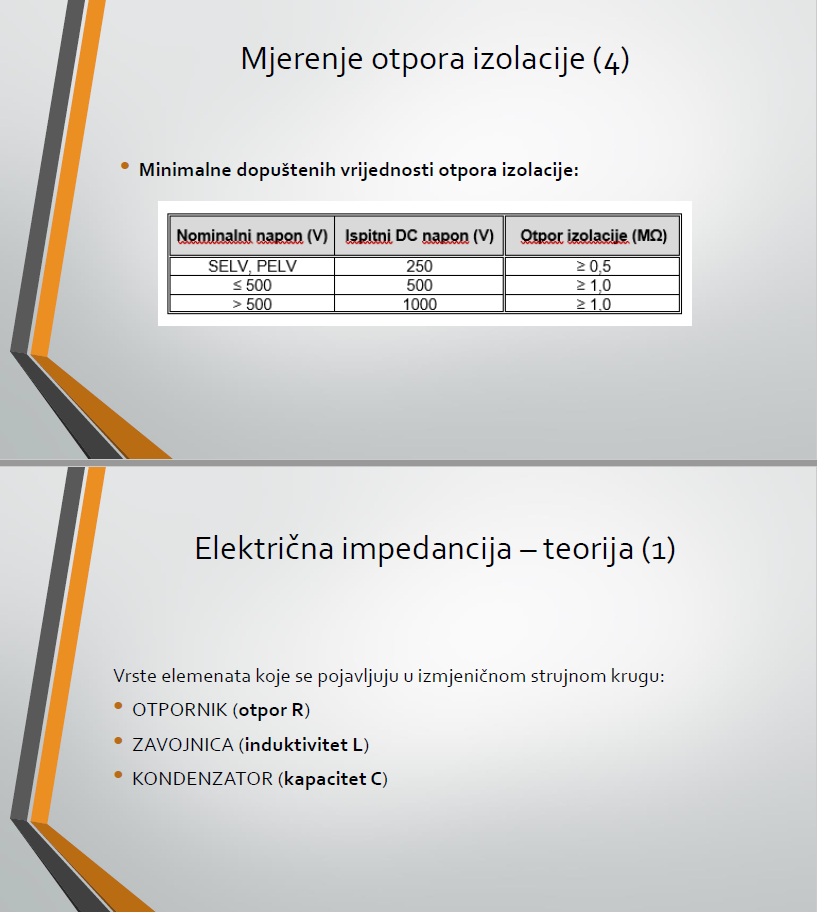 Mjerenje otpora izolacije (4)
• Minimalne dopuštenih vrijednosti otpora izolacije:
Nominalni napon (V) Ispitni DC napon (V) Otpor izolacije (MΩ)
SELV, PELV 250 ≥ 0,5
≤ 500 500 ≥ 1,0
> 500 1000 ≥ 1,0
Električna impedancija – teorija (1)
Vrste elemenata koje se pojavljuju u izmjeničnom strujnom krugu:
• OTPORNIK (otpor R)
• ZAVOJNICA (induktivitet L)
• KONDENZATOR (kapacitet C)